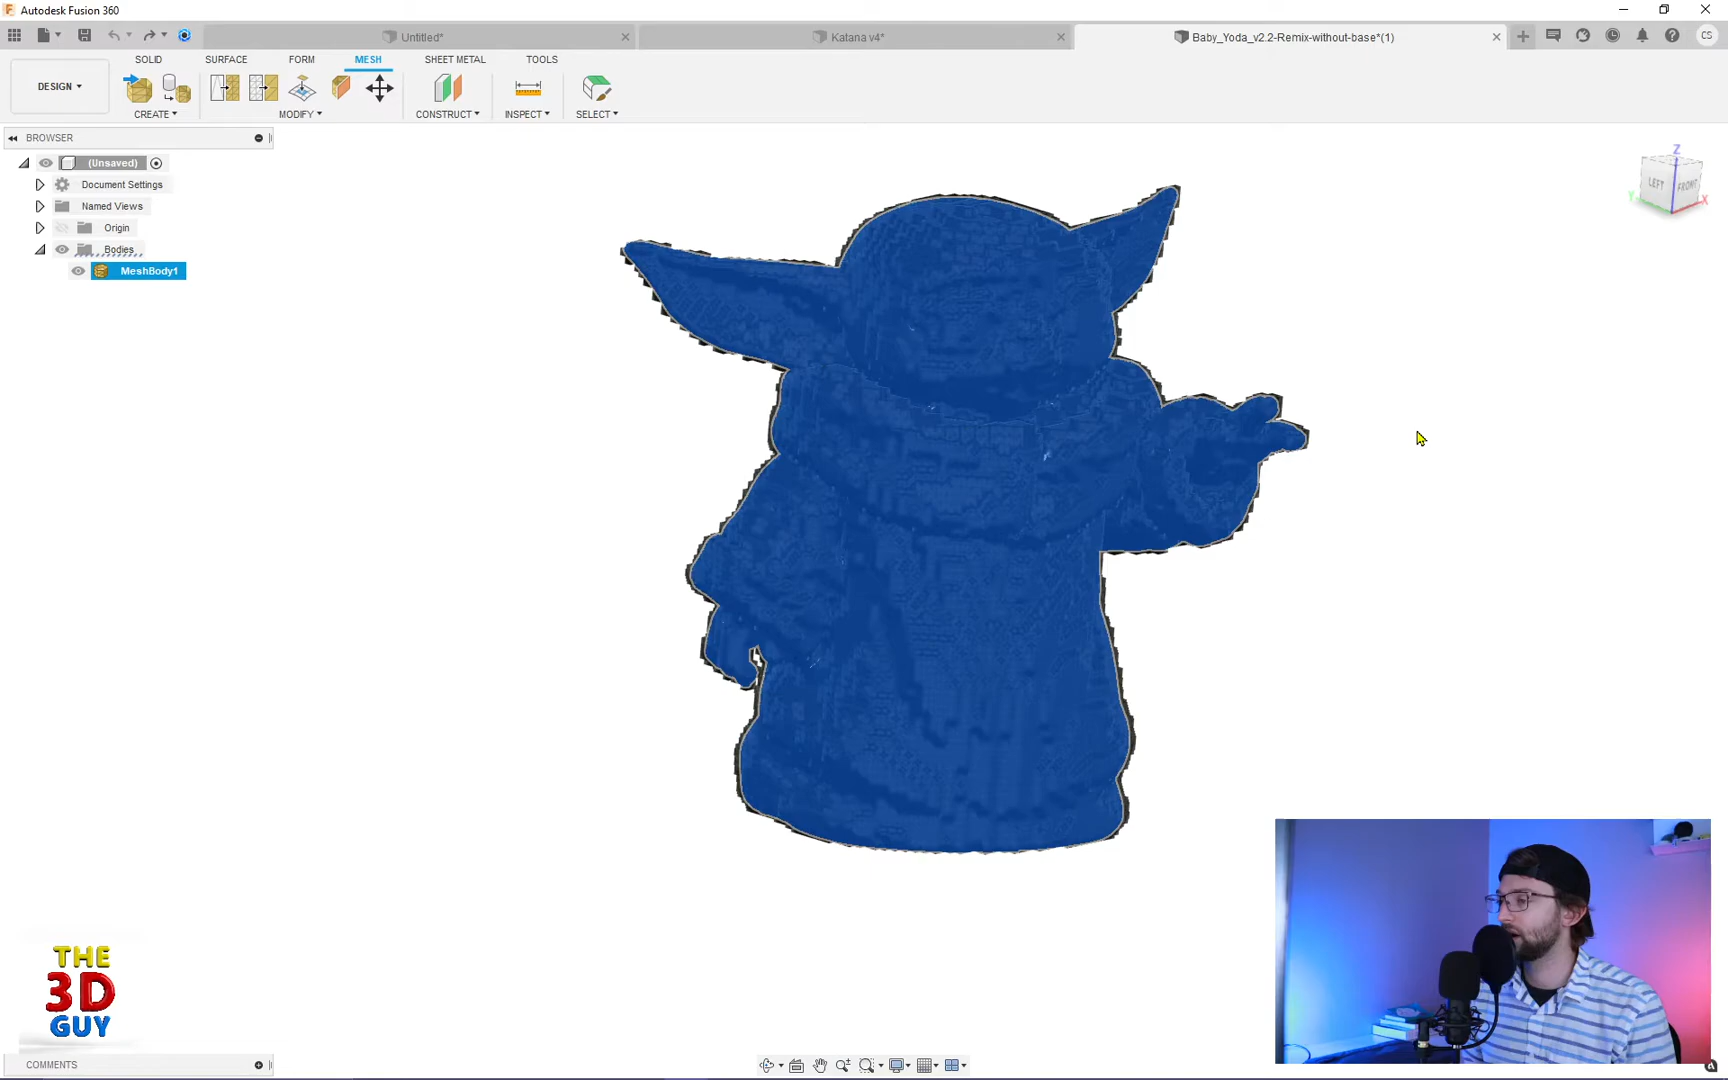 Autodesk Fusion 360
Untitled*
Katana v4*
Baby_Yoda_v2.2-Remix-without-base*(1)
CS
DESIGN
SOLID
SURFACE
FORM
MESH
SHEET METAL
TOOLS
CREATE
MODIFY
CONSTRUCT
INSPECT
SELECT
BROWSER
(Unsaved)
Document Settings
Named Views
Origin
Bodies
MeshBody1
Z
LEFT
FRONT
Y
X
THE
3D
GUY
COMMENTS